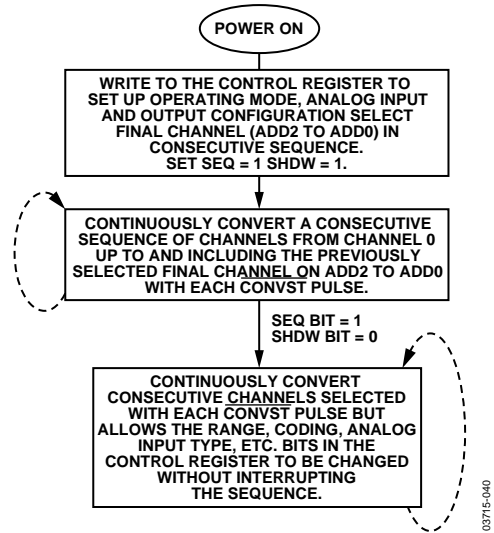 POWER ON
WRITE TO THE CONTROL REGISTER TO
SET UP OPERATING MODE, ANALOG INPUT
AND OUTPUT CONFIGURATION SELECT
FINAL CHANNEL (ADD2 TO ADD0) IN
CONSECUTIVE SEQUENCE.
SET SEQ = 1 SHDW = 1.
CONTINUOUSLY CONVERT A CONSECUTIVE
SEQUENCE OF CHANNELS FROM CHANNEL 0
UP TO AND INCLUDING THE PREVIOUSLY
SELECTED FINAL CHANNEL ON ADD2 TO ADD0
WITH EACH CONVST PULSE.
SEQ BIT = 1
SHDW BIT = 0
CONTINUOUSLY CONVERT
CONSECUTIVE CHANNELS SELECTED
WITH EACH CONVST PULSE BUT
ALLOWS THE RANGE, CODING, ANALOG
INPUT TYPE, ETC. BITS IN THE
CONTROL REGISTER TO BE CHANGED
WITHOUT INTERRUPTING
THE SEQUENCE.
03715-040